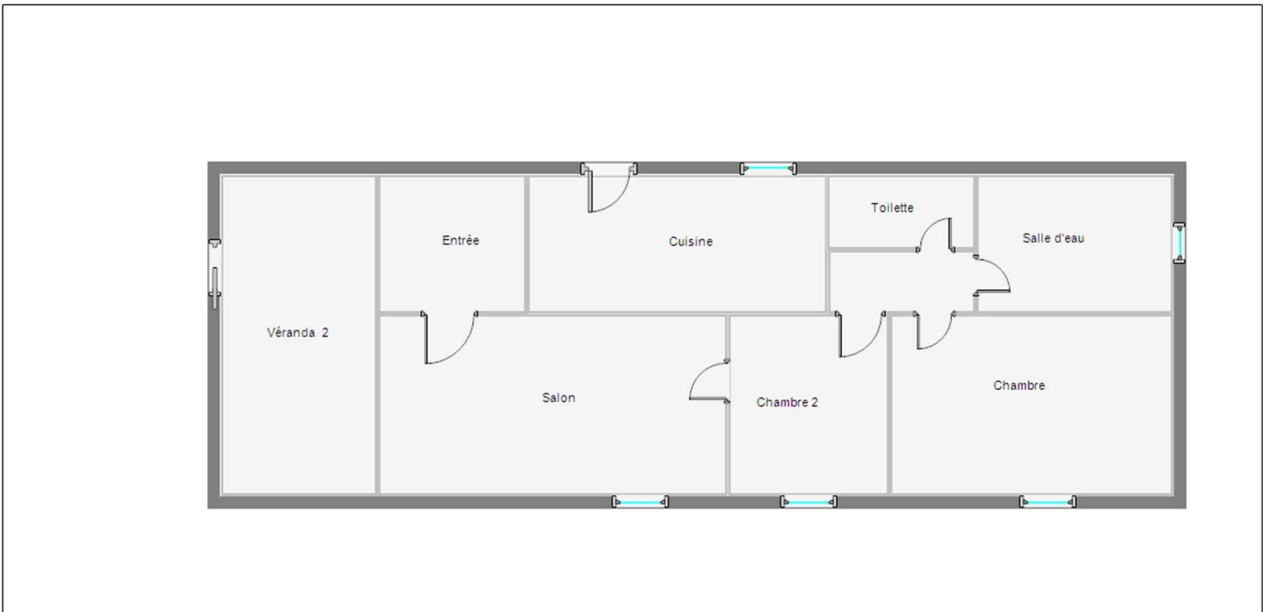 Toilette
Entrée
Cuisine
Salle d'eau
Véranda 2
Salon
Chambre 2
Chambre